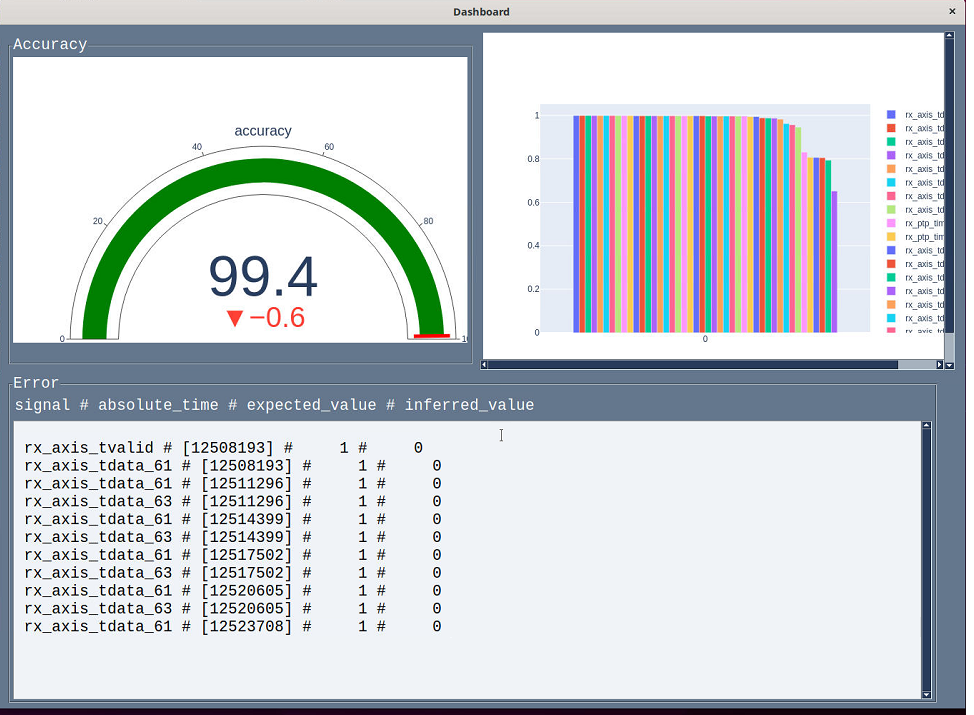 Dashboard ×
Accuracy
accuracy
0
20
40
60
80
99.4
▼−0.6
1
0.8
0.6
0.4
0.2
0
0
rx_axis_td
rx_axis_td
rx_axis_td
rx_axis_td
rx_axis_td
rx_axis_td
rx_axis_td
rx_axis_td
rx_ptp_tim
rx_ptp_tim
rx_axis_td
rx_axis_td
rx_axis_td
rx_axis_td
rx_axis_td
rx_axis_td
rx_axis_td
Error
signal # absolute_time # expected_value # inferred_value
rx_axis_tvalid # [12508193] # 1 # 0
rx_axis_tdata_61 # [12508193] # 1 # 0
rx_axis_tdata_61 # [12511296] # 1 # 0
rx_axis_tdata_63 # [12511296] # 1 # 0
rx_axis_tdata_61 # [12514399] # 1 # 0
rx_axis_tdata_63 # [12514399] # 1 # 0
rx_axis_tdata_61 # [12517502] # 1 # 0
rx_axis_tdata_63 # [12517502] # 1 # 0
rx_axis_tdata_61 # [12520605] # 1 # 0
rx_axis_tdata_63 # [12520605] # 1 # 0
rx_axis_tdata_61 # [12523708] # 1 # 0